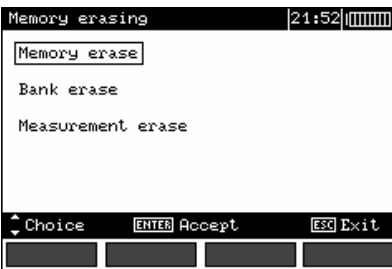 Memory erasing 21:52
Memory erase
Bank erase
Measurement erase
Choice ENTER Accept ESC Exit